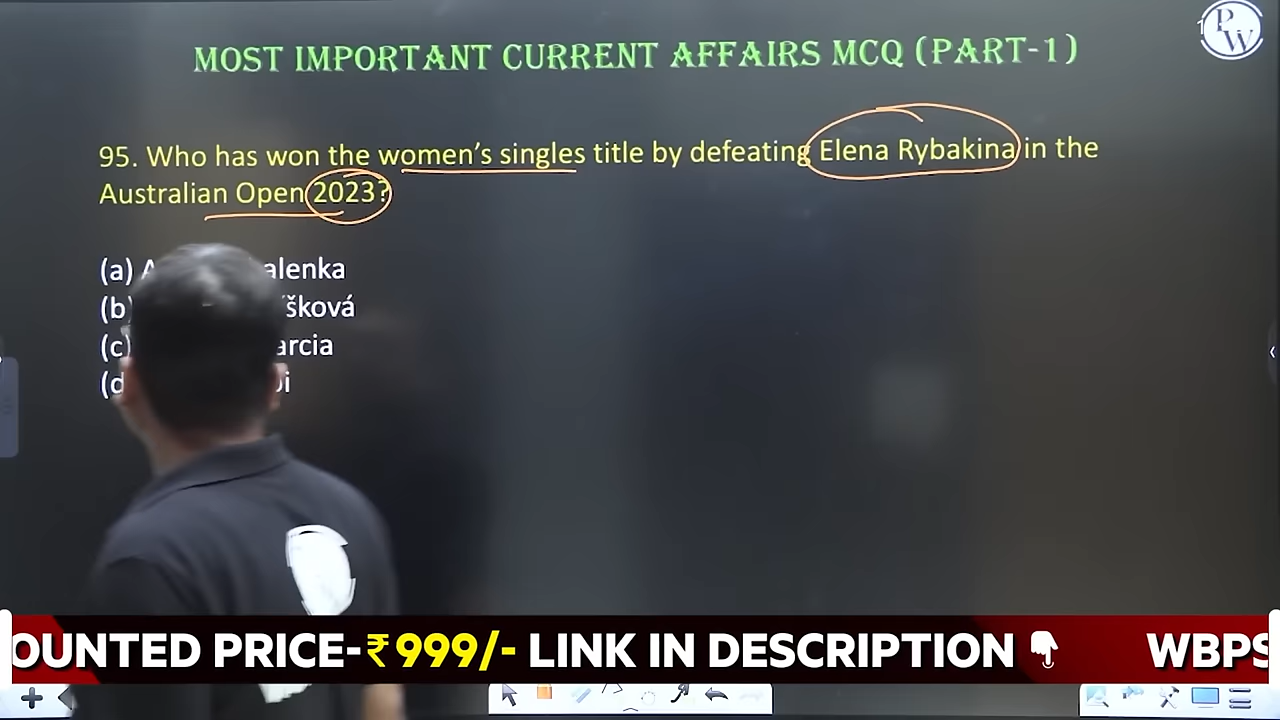 PW
MOST IMPORTANT CURRENT AFFAIRS MCQ (PART-1)
95. Who has won the women's singles title by defeating Elena Rybakina in the
Australian Open 2023?
(a) A alenka
(b) šková
(c) arcia
(d
OUNTED PRICE-₹999/- LINK IN DESCRIPTION WBPS